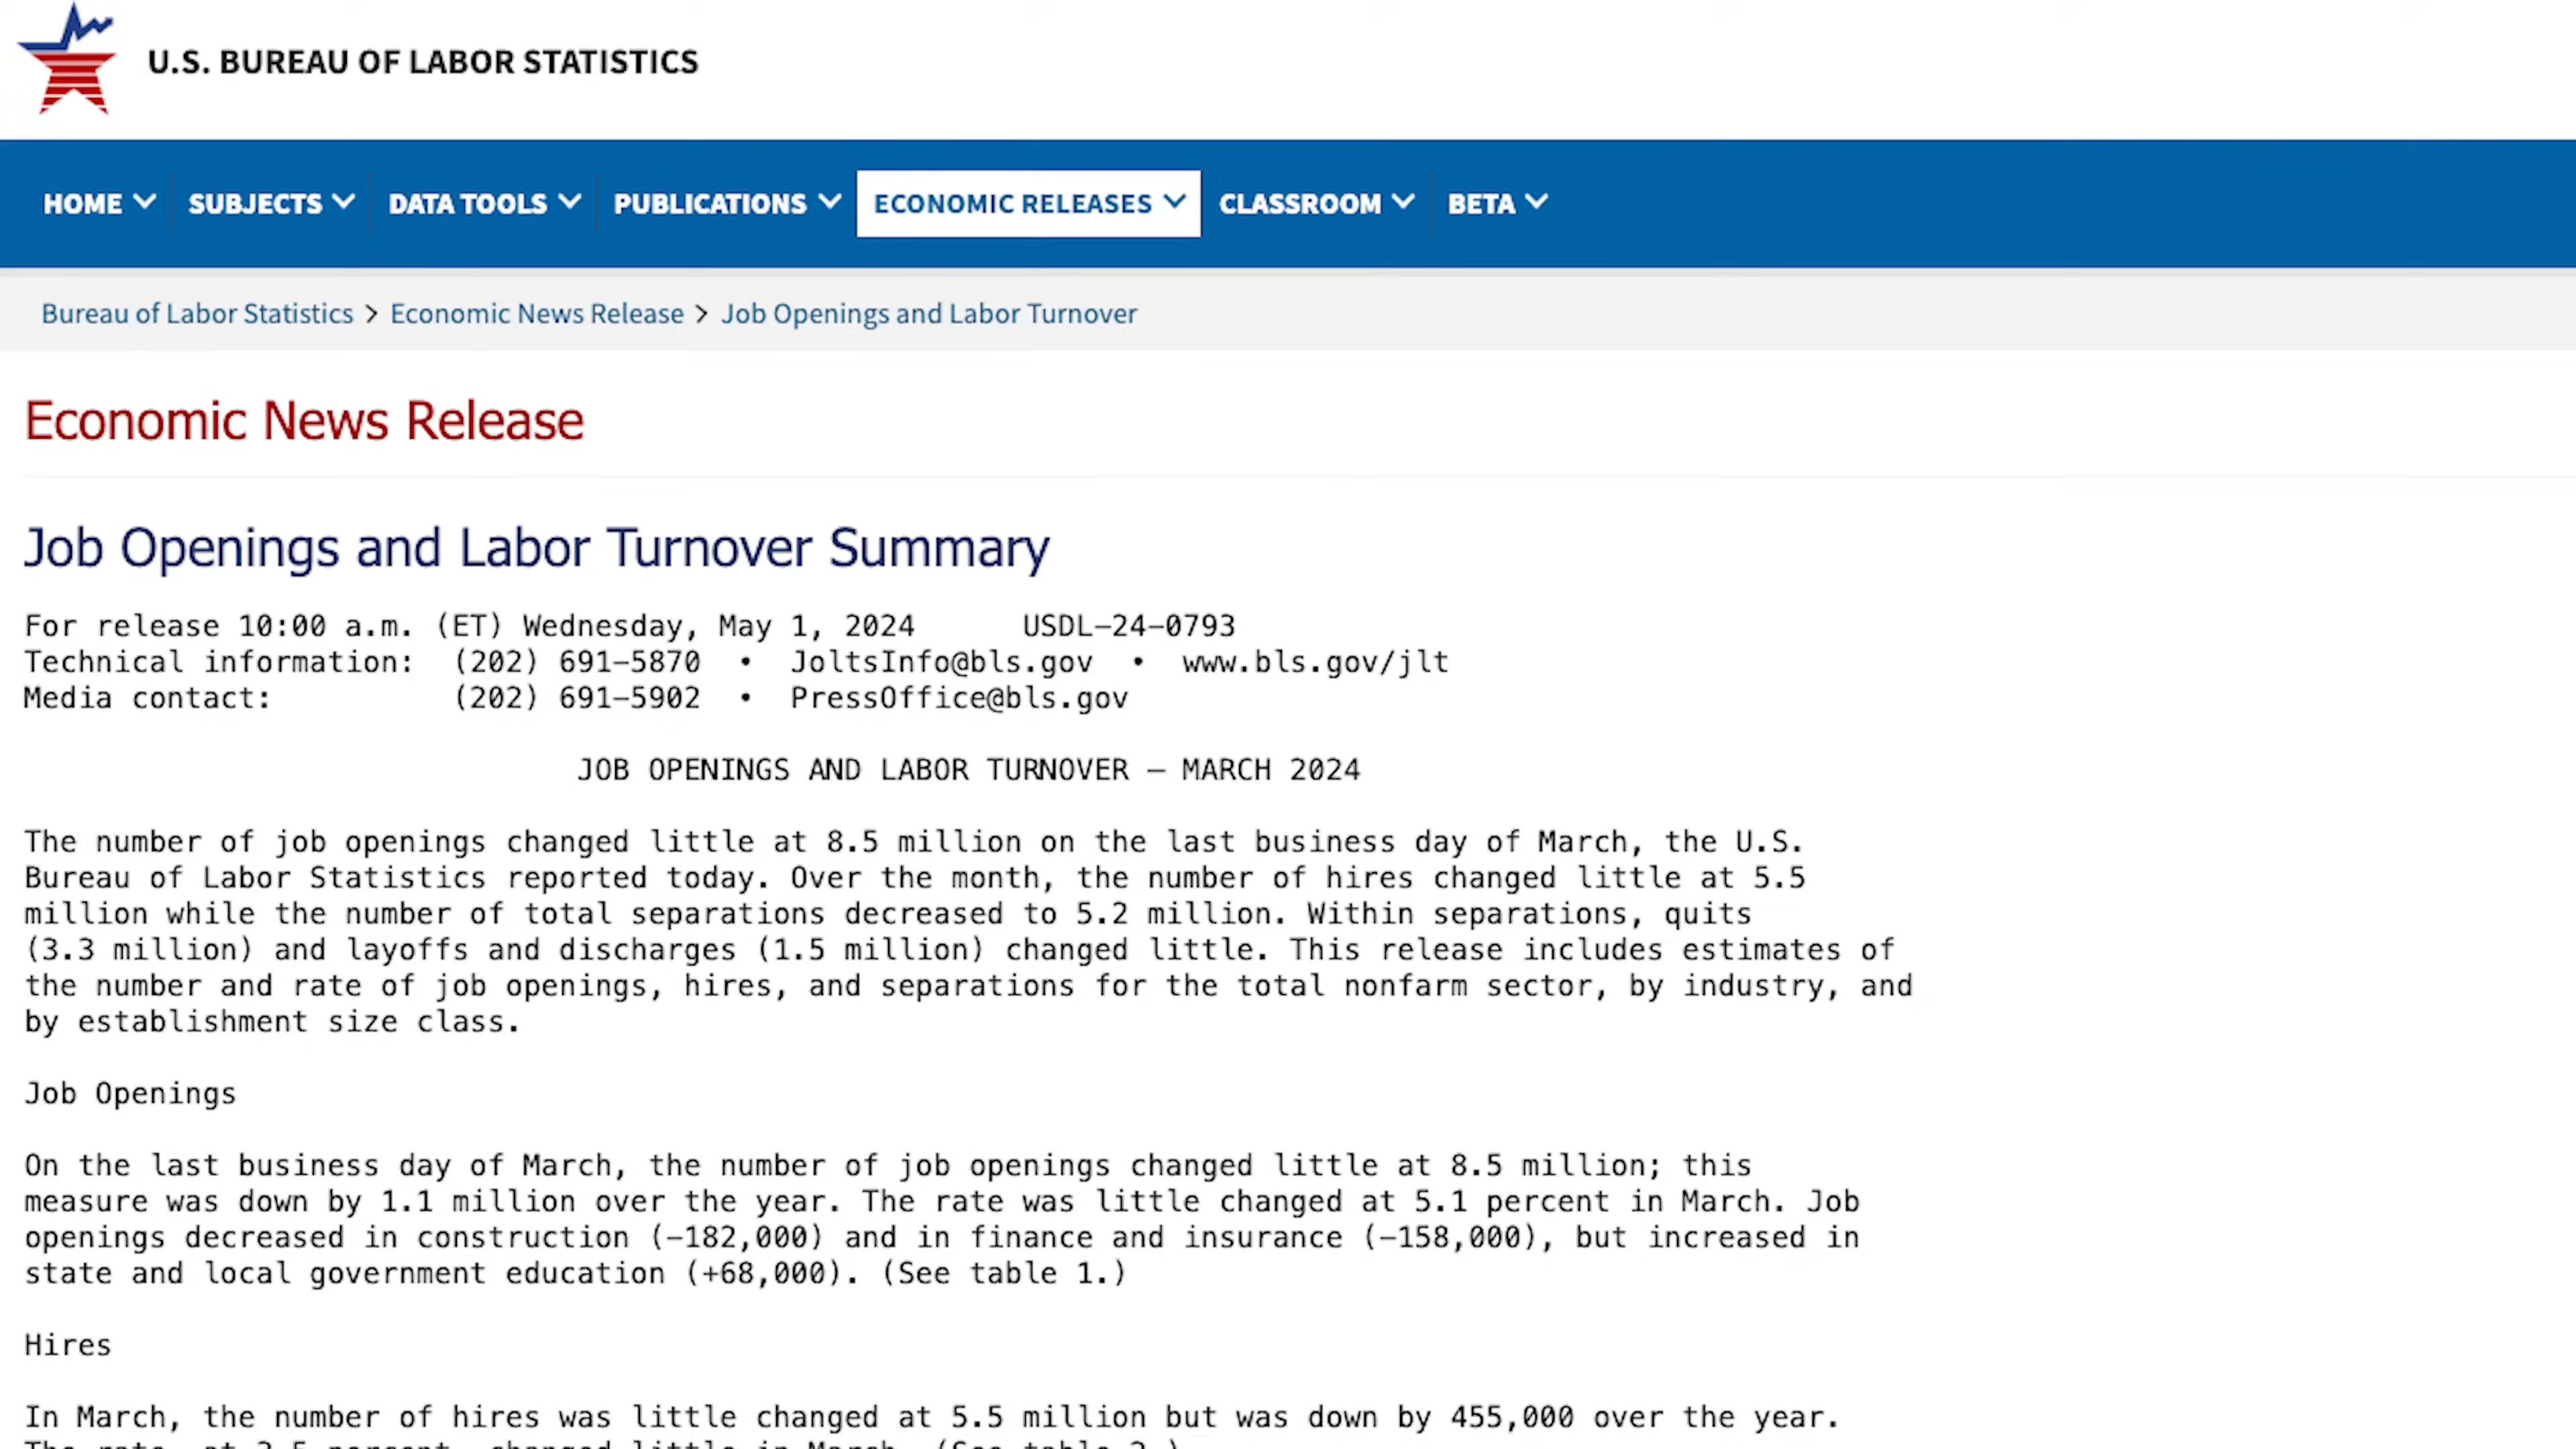 U.S. BUREAU OF LABOR STATISTICS
HOME SUBJECTS DATA TOOLS PUBLICATIONS ECONOMIC RELEASES CLASSROOM BETA
Bureau of Labor Statistics > Economic News Release > Job Openings and Labor Turnover
Economic News Release
Job Openings and Labor Turnover Summary
For release 10:00 a.m. (ET) Wednesday, May 1, 2024 USDL-24-0793
Technical information: (202) 691-5870 • JoltsInfo@bls.gov • www.bls.gov/jlt
Media contact: (202) 691-5902 • PressOffice@bls.gov
JOB OPENINGS AND LABOR TURNOVER – MARCH 2024
The number of job openings changed little at 8.5 million on the last business day of March, the U.S.
Bureau of Labor Statistics reported today. Over the month, the number of hires changed little at 5.5
million while the number of total separations decreased to 5.2 million. Within separations, quits
(3.3 million) and layoffs and discharges (1.5 million) changed little. This release includes estimates of
the number and rate of job openings, hires, and separations for the total nonfarm sector, by industry, and
by establishment size class.
Job Openings
On the last business day of March, the number of job openings changed little at 8.5 million; this
measure was down by 1.1 million over the year. The rate was little changed at 5.1 percent in March. Job
openings decreased in construction (-182,000) and in finance and insurance (-158,000), but increased in
state and local government education (+68,000). (See table 1.)
Hires
In March, the number of hires was little changed at 5.5 million but was down by 455,000 over the year.
The rate, at 3.5 percent, changed little in March. (See table 2.)